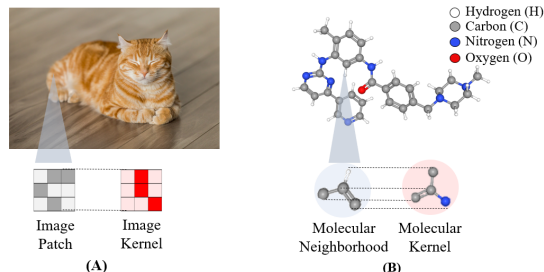 Hydrogen (H)
Carbon (C)
Nitrogen (N)
Oxygen (O)
Image
Patch
Image
Kernel
(A)
Molecular
Neighborhood
Molecular
Kernel
(B)